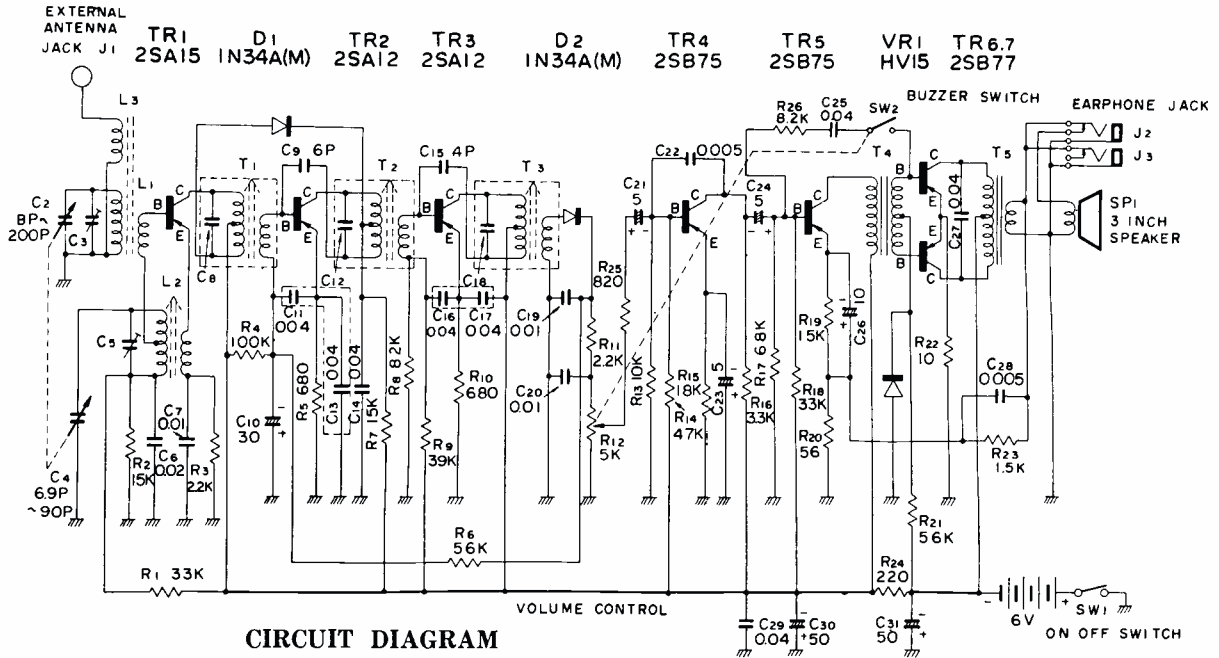 EXTERNAL
ANTENNA
JACK J1
TR1
2SA15
D1
1N34A(M)
TR2
2SA12
TR3
2SA12
D2
1N34A(M)
TR4
2SB75
TR5
2SB75
VR1
HV15
TR6.7
2SB77
BUZZER SWITCH
EARPHONE JACK
J2
J3
SP1
3 INCH
SPEAKER
L3
L1
L2
C2
8P~
200P
C3
C5
C4
6.9P
~90P
B
C
E
C8
T1
C9 6P
B
C
E
T2
C15 4P
B
C
E
T3
C12
C18
C11
004
C16
004
C17
004
C19
001
C20
0.01
R4
100K
C10
30
- +
R5 680
C13 0.04
C14 0.04
R7 15K
R8 82K
R9
39K
R10
680
R11
2.2K
R12
5K
R25
820
C21
5
+ -
C22 0.005
B
C
E
C24
5
- +
R13 10K
R14
47K
R15
18K
C23 5
- +
R16
3.3K
R17 68K
R18
33K
R26
8.2K
C25
0.04
SW2
B
C
E
R19
15K
R20
56
C26 10
- +
T4
B
C
E
B
E
C
C27 0.04
T5
R22
10
C28
0.005
R23
1.5K
R21
56K
R24
220
C7
0.01
C6
0.02
R2
15K
R3
2.2K
R6
56K
R1 33K
VOLUME CONTROL
C29
0.04
C30
50
- +
C31
50
- +
- +
6V
SW1
ON OFF SWITCH
CIRCUIT DIAGRAM